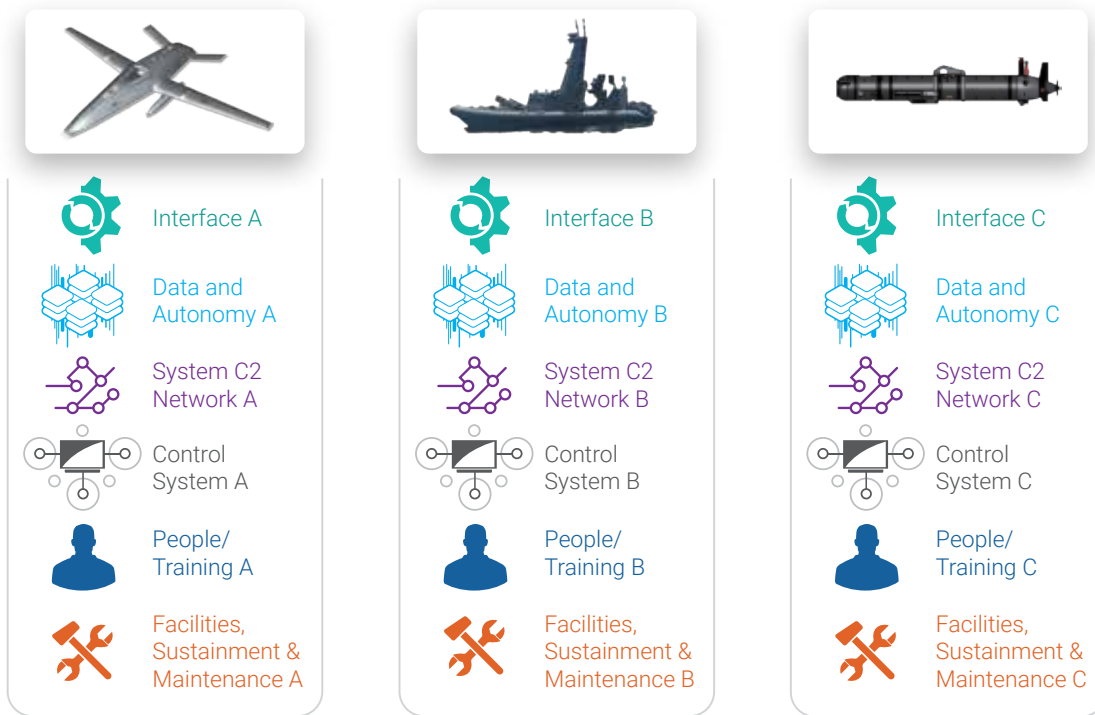 Interface A
Data and
Autonomy A
System C2
Network A
Control
System A
People/
Training A
Facilities,
Sustainment &
Maintenance A
Interface B
Data and
Autonomy B
System C2
Network B
Control
System B
People/
Training B
Facilities,
Sustainment &
Maintenance B
Interface C
Data and
Autonomy C
System C2
Network C
Control
System C
People/
Training C
Facilities,
Sustainment &
Maintenance C